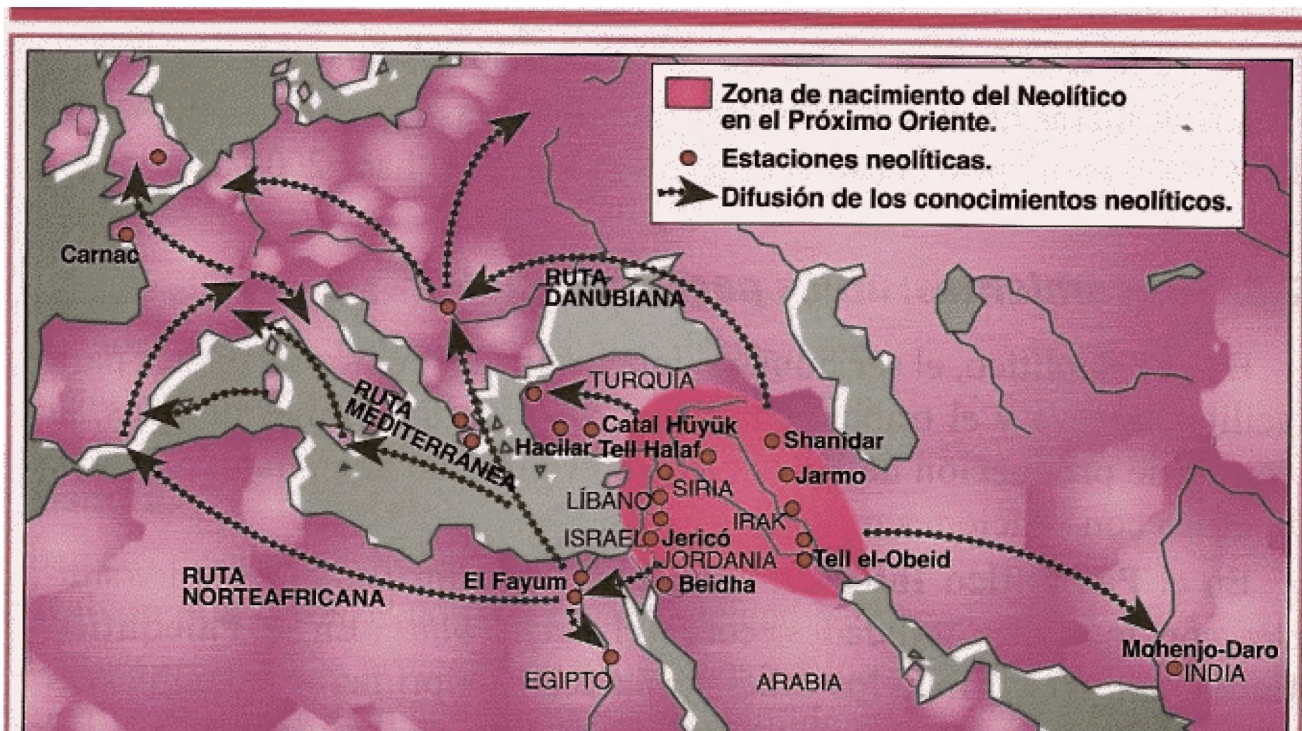 Zona de nacimiento del Neolítico
en el Próximo Oriente.
Estaciones neolíticas.
Difusión de los conocimientos neolíticos.
Carnac
RUTA
DANUBIANA
TURQUIA
RUTA
MEDITERRÁNEA
Catal Hüyük
Hacilar
Tell Halaf
Shanidar
Jarmo
SIRIA
LÍBANO
IRAK
ISRAEL
Jericó
JORDANIA
Tell el-Obeid
El Fayum
Beidha
RUTA
NORTEAFRICANA
Mohenjo-Daro
INDIA
EGIPTO
ARABIA